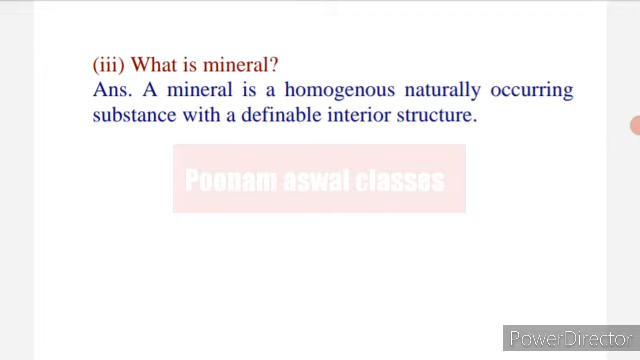 (iii) What is mineral?
Ans. A mineral is a homogenous naturally occurring
substance with a definable interior structure.
Poonam aswal classes
PowerDirector